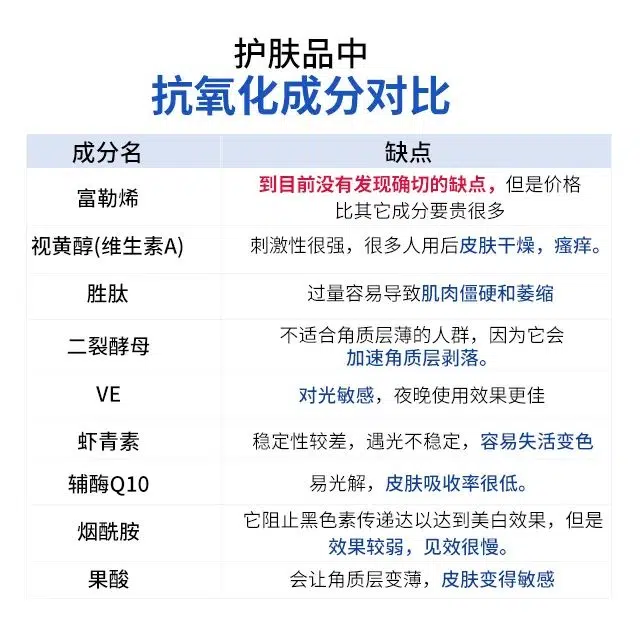 护肤品中
抗氧化成分对比
成分名 缺点
富勒烯 到目前没有发现确切的缺点，但是价格
比其它成分要贵很多
视黄醇(维生素A) 刺激性很强，很多人用后皮肤干燥，瘙痒。
胜肽 过量容易导致肌肉僵硬和萎缩
二裂酵母 不适合角质层薄的人群，因为它会
加速角质层剥落。
VE 对光敏感，夜晚使用效果更佳
虾青素 稳定性较差，遇光不稳定，容易失活变色
辅酶Q10 易光解，皮肤吸收率很低。
烟酰胺 它阻止黑色素传递达以达到美白效果，但是
效果较弱，见效很慢。
果酸 会让角质层变薄，皮肤变得敏感